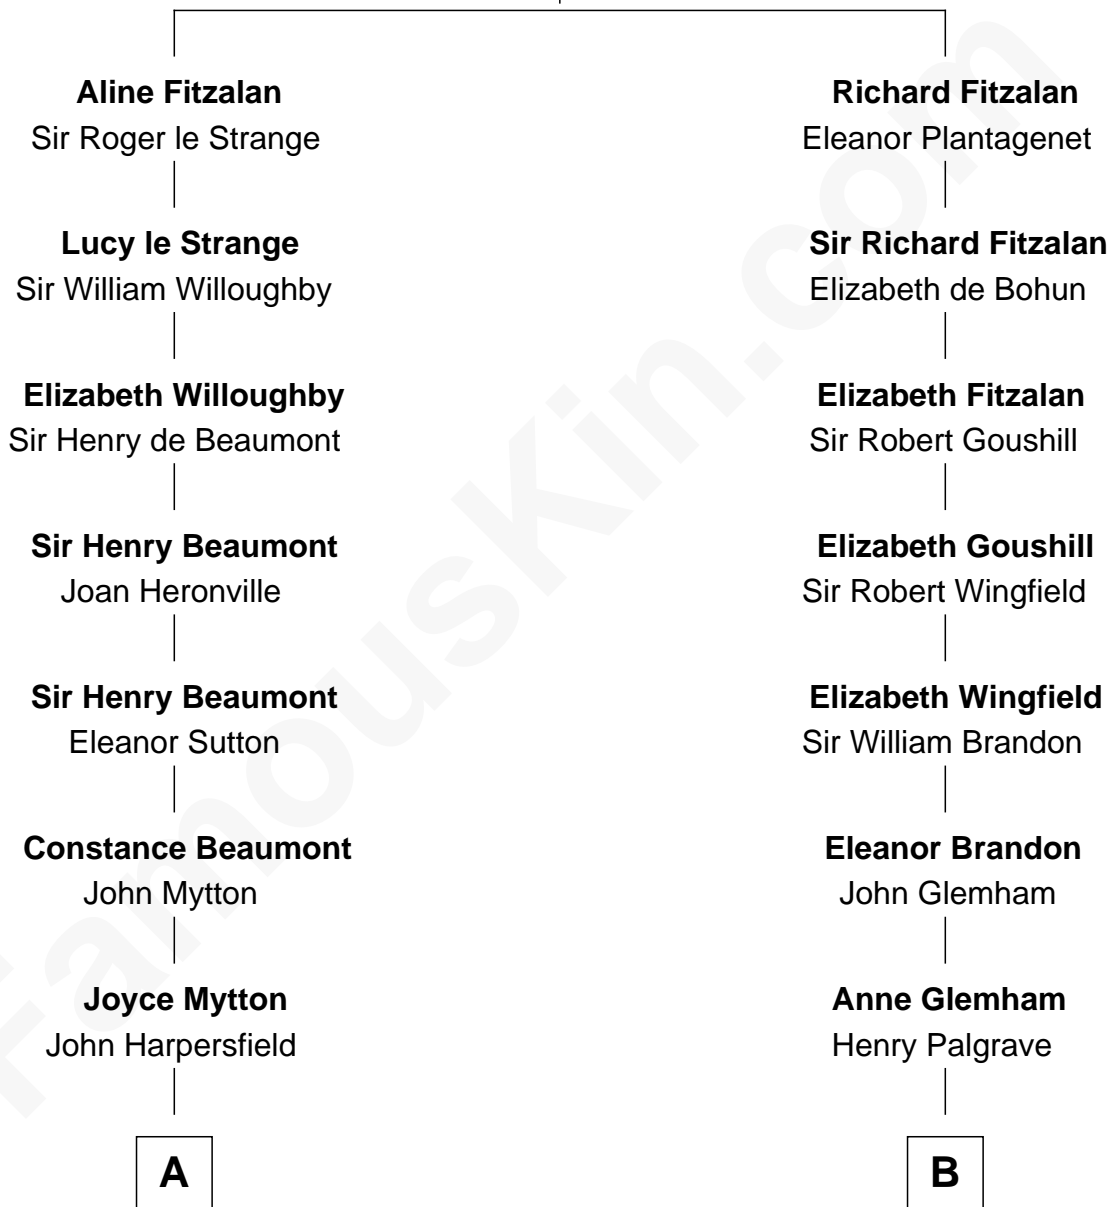 Aline Fitzalan
Sir Roger le Strange
Lucy le Strange
Sir William Willoughby
Elizabeth Willoughby
Sir Henry de Beaumont
Sir Henry Beaumont
Joan Heronville
Sir Henry Beaumont
Eleanor Sutton
Constance Beaumont
John Mytton
Joyce Mytton
John Harpersfield
A
Richard Fitzalan
Eleanor Plantagenet
Sir Richard Fitzalan
Elizabeth de Bohun
Elizabeth Fitzalan
Sir Robert Goushill
Elizabeth Goushill
Sir Robert Wingfield
Elizabeth Wingfield
Sir William Brandon
Eleanor Brandon
John Glemham
Anne Glemham
Henry Palgrave
B
FamousKin.com